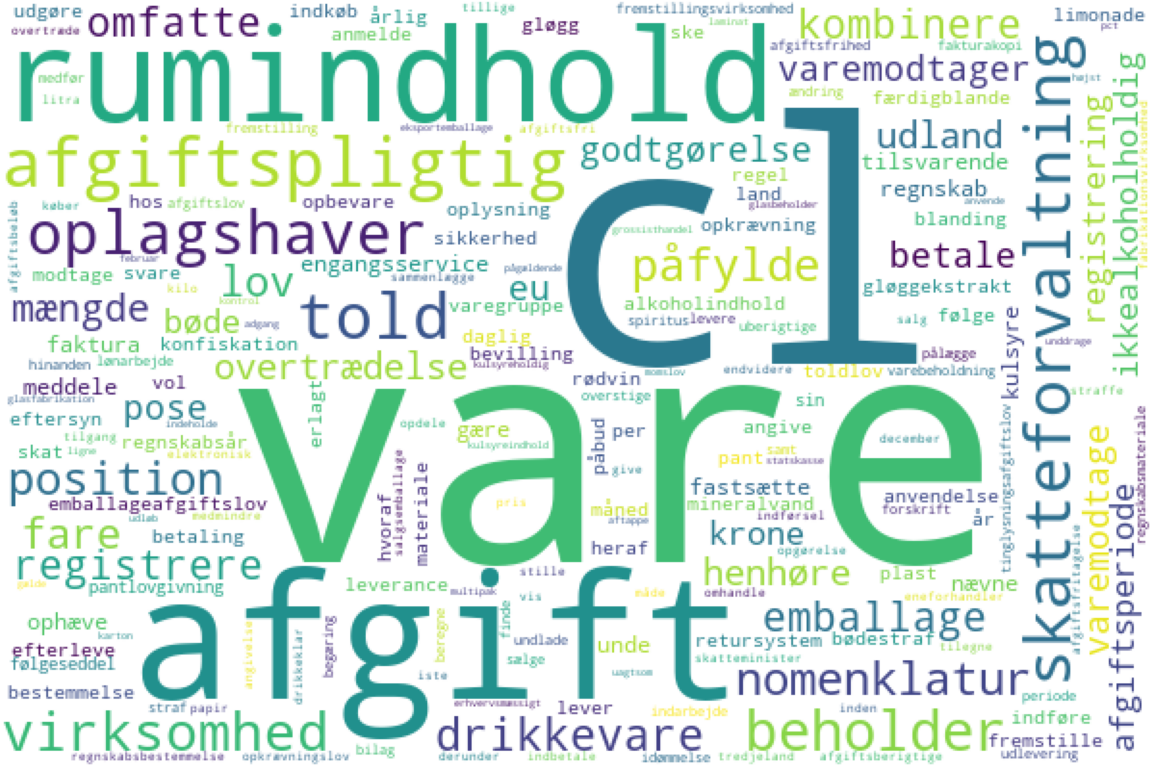 udgøre
omfatte
indkøb
årlig
tillige
fremstillingsvirksomhed
kombinere
limonade
overtræde
anmelde
gløgg
ske
laminat
afgiftsfrihed
fakturakopi
pct
rumindhold
varemodtager
medfør
litra
ændring
færdigblande
højst
fremstilling
eksportemballage
afgiftsfri
afgiftspligtig
godtgørelse
udland
tilsvarende
regel
land
regnskab
køber
hos
afgiftslov
opbevare
oplysning
glasbeholder
anvende
blanding
oplagshaver
sikkerhed
grossisthandel
opkrævning
betale
februar
afgiftsbeløb
modtage
svare
lov
engangsservice
pågældende
sammenlægge
påfylde
cl
gløggekstrakt
mængde
kilo
kontrol
told
eu
varegruppe
alkoholindhold
spiritus
levere
uberigtige
salg
følge
bøde
adgang
faktura
konfiskation
daglig
bevilling
unddrage
hinanden
lønarbejde
overtrædelse
kulsyreholdig
momslov
endvidere
toldlov
varebeholdning
pålægge
kulsyre
meddele
vol
rødvin
overstige
straffe
glasfabrikation
indeholde
pose
erlagt
vare
sin
eftersyn
opdele
gære
angive
tilgang
regnskabsår
kulsyreindhold
påbud
per
december
skat
ligne
elektronisk
give
pant
samt
statskasse
position
hvoraf
salgsemballage
materiale
pris
fastsætte
anvendelse
emballageafgiftslov
måned
mineralvand
forskrift
udløb
medmindre
aftappe
indførsel
år
fare
betaling
krone
heraf
opgørelse
registrere
stille
henhøre
plast
nævne
gælde
pantlovgivning
leverance
multipak
vis
måde
omhandle
eneforhandler
ophæve
afgift
finde
karton
angivelse
drikkeklar
begæring
beregne
undlade
unde
emballage
efterleve
retursystem
bødestraf
tilegne
følgeseddel
sælge
skatteminister
iste
uagtsom
bestemmelse
nomenklatur
straf
papir
erhvervsmæssigt
lever
indarbejde
inden
periode
virksomhed
drikkevare
beholder
indføre
bilag
fremstille
regnskabsbestemmelse
opkrævningslov
derunder
indbetale
idømmelse
tredjeland
afgiftsberigtige
udlevering
skatteforvaltning
registrering
ikkealkoholholdig
fabrikationsvirksomhed
tinglysningsafgiftslov
afgiftsfritagelse
varemodtage
afgiftsperiode
regnskabsmateriale